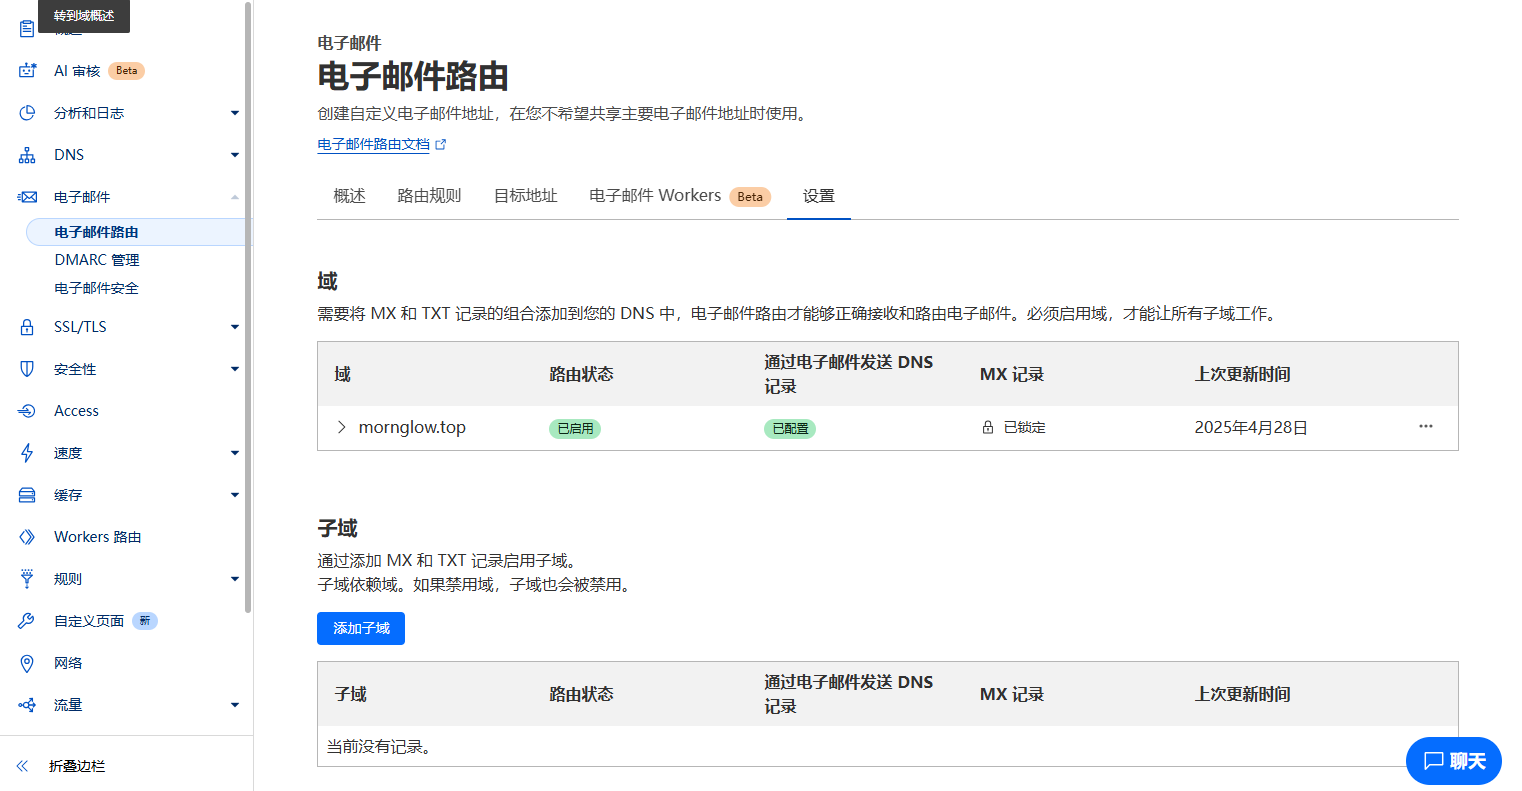 转到域概述
AI 审核 Beta
分析和日志
DNS
电子邮件
电子邮件路由
DMARC 管理
电子邮件安全
SSL/TLS
安全性
Access
速度
缓存
Workers 路由
规则
自定义页面 新
网络
流量
折叠边栏
电子邮件
电子邮件路由
创建自定义电子邮件地址，在您不希望共享主要电子邮件地址时使用。
电子邮件路由文档
概述 路由规则 目标地址 电子邮件 Workers Beta 设置
域
需要将 MX 和 TXT 记录的组合添加到您的 DNS 中，电子邮件路由才能够正确接收和路由电子邮件。必须启用域，才能让所有子域工作。
域 路由状态 通过电子邮件发送 DNS 记录 MX 记录 上次更新时间
mornglow.top 已启用 已配置 已锁定 2025年4月28日
子域
通过添加 MX 和 TXT 记录启用子域。
子域依赖域。如果禁用域，子域也会被禁用。
添加子域
子域 路由状态 通过电子邮件发送 DNS 记录 MX 记录 上次更新时间
当前没有记录。
聊天